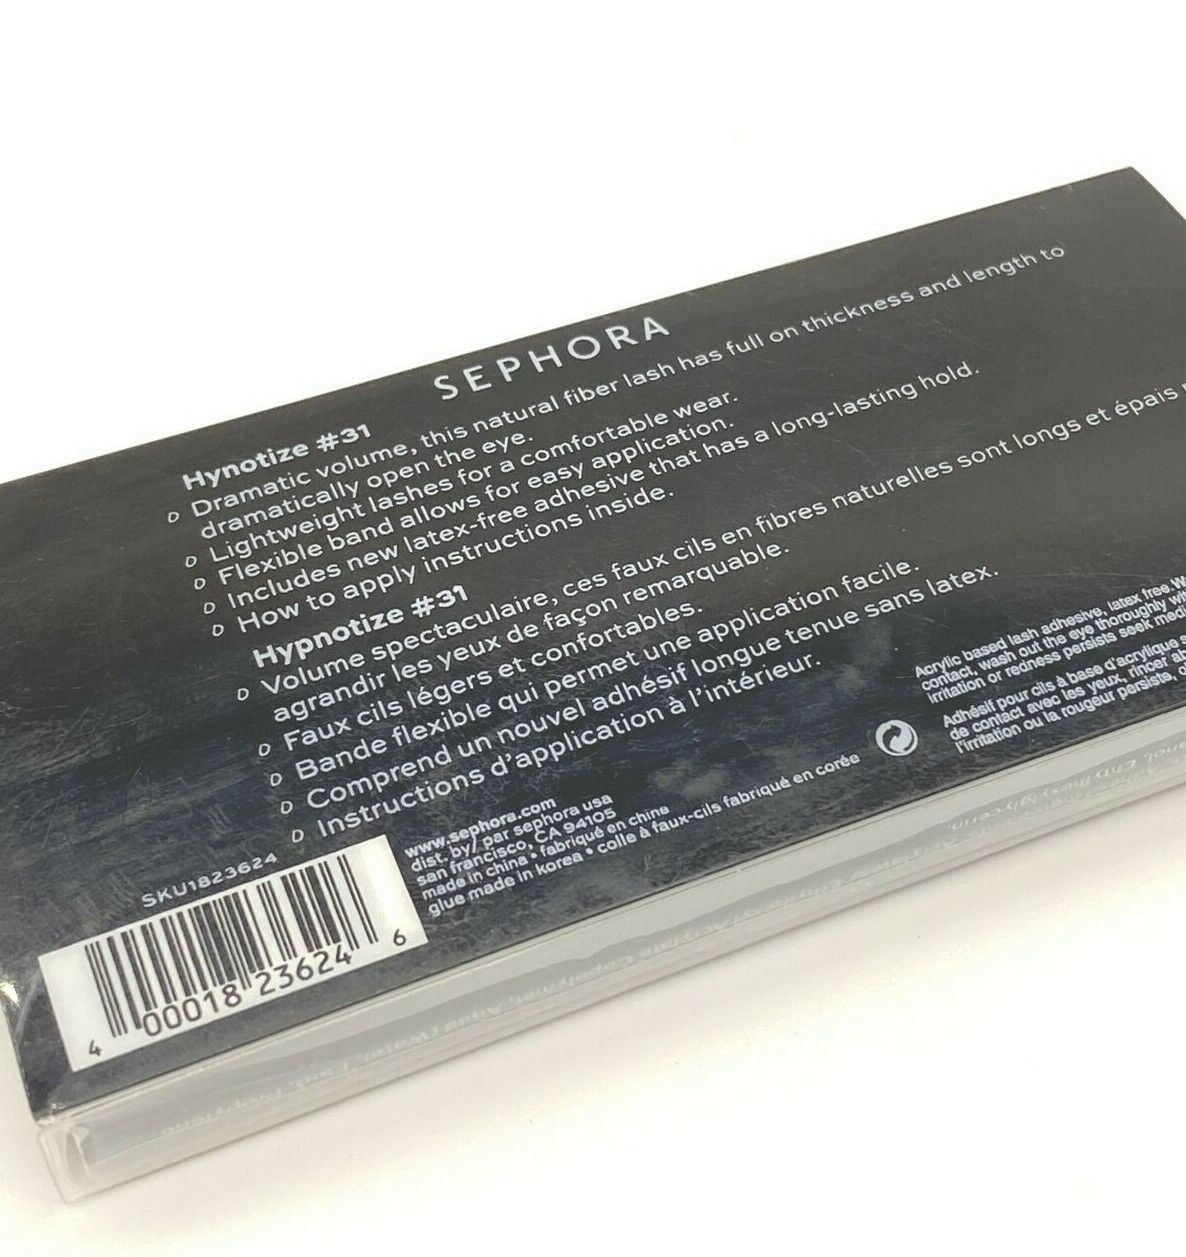 SEPHORA
Hynotize #31
D Dramatic volume, this natural fiber lash has full on thickness and length to
dramatically open the eye.
D Lightweight lashes for a comfortable wear.
D Flexible band allows for easy application.
D Includes new latex-free adhesive that has a long-lasting hold.
D How to apply instructions inside.
Hypnotize #31
D Volume spectaculaire, ces faux cils en fibres naturelles sont longs et épais
agrandir les yeux de façon remarquable.
D Faux cils légers et confortables.
D Bande flexible qui permet une application facile.
D Comprend un nouvel adhésif longue tenue sans latex.
D Instructions d'application à l'intérieur.
www.sephora.com
dist. by/ par sephora usa
san francisco, CA 94105
made in china • fabriqué en chine
glue made in korea • colle à faux-cils fabriqué en corée
Acrylic based lash adhesive, latex free.
contact, wash out the eye thoroughly
irritation or redness persists seek
Adhésif pour cils à base d'acrylique
de contact avec les yeux, rincer
l'irritation ou la rougeur persiste,
SKU1823624
4 00018 23624 6